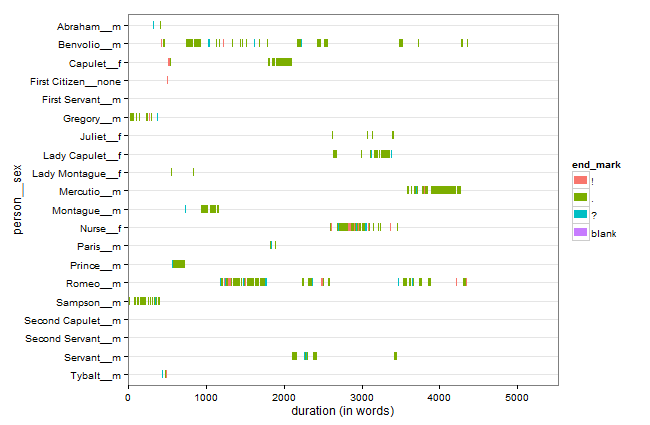 Abraham__m
Benvolio__m
Capulet__f
First Citizen__none
First Servant__m
Gregory__m
Juliet__f
Lady Capulet__f
Lady Montague__f
Mercutio__m
Montague__m
Nurse__f
Paris__m
Prince__m
Romeo__m
Sampson__m
Second Capulet__m
Second Servant__m
Servant__m
Tybalt__m
person__sex
0 1000 2000 3000 4000 5000
duration (in words)
end_mark
!
.
?
blank